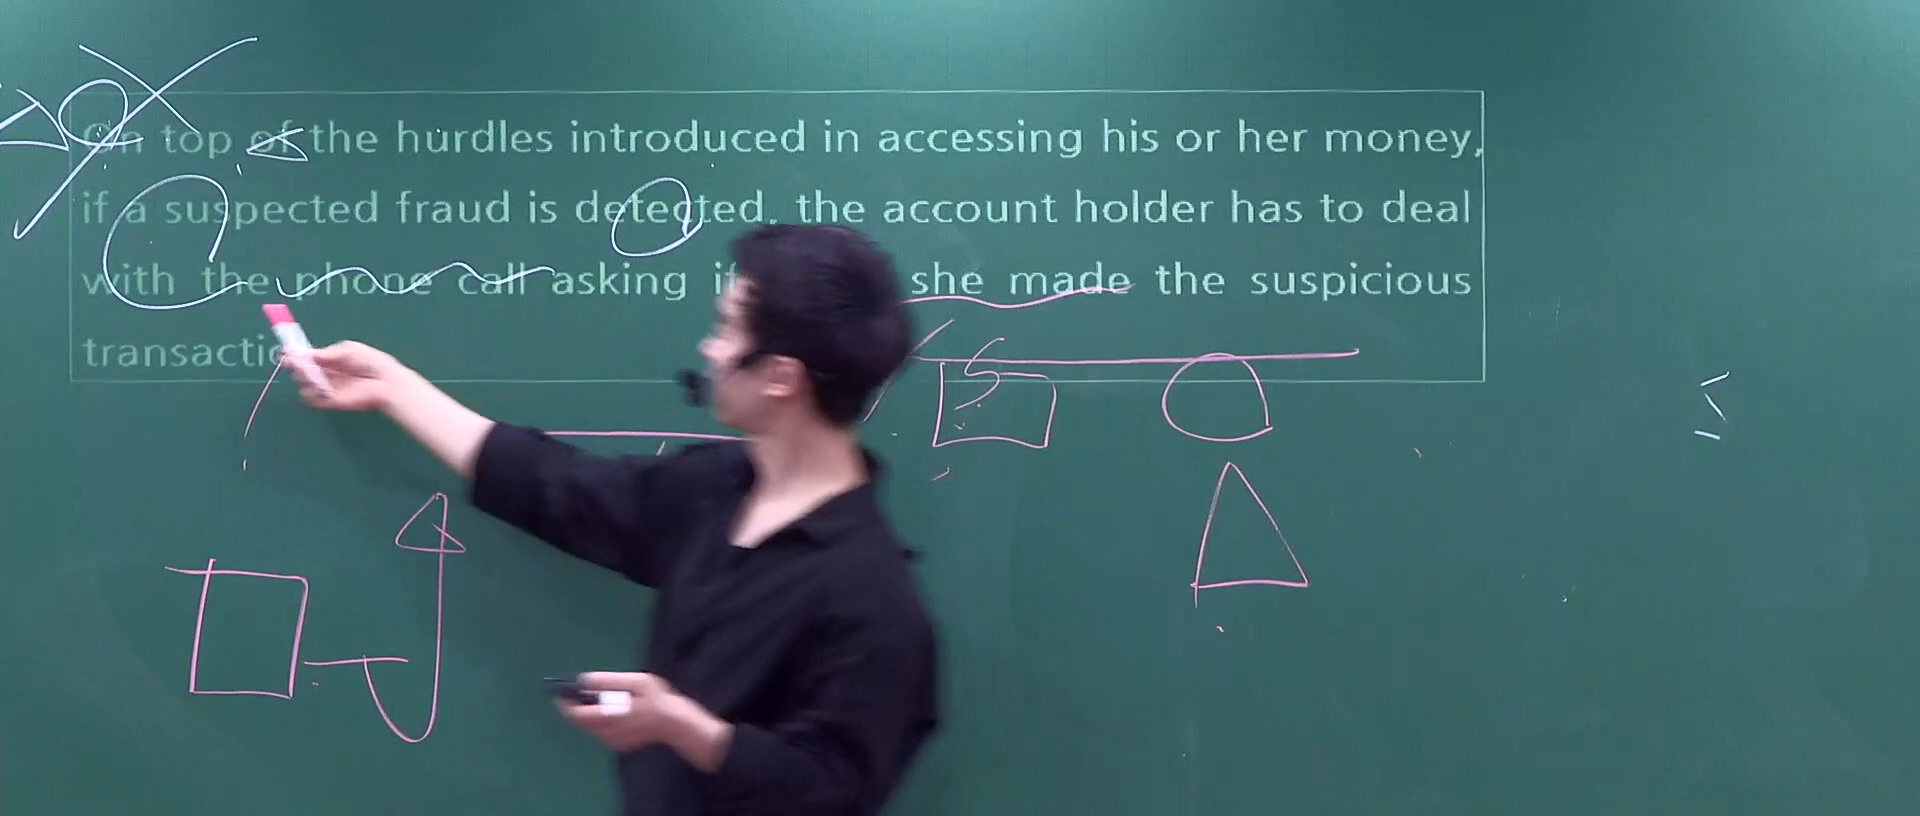 On top of the hurdles introduced in accessing his or her money,
if a suspected fraud is detected, the account holder has to deal
with the phone call asking she made the suspicious